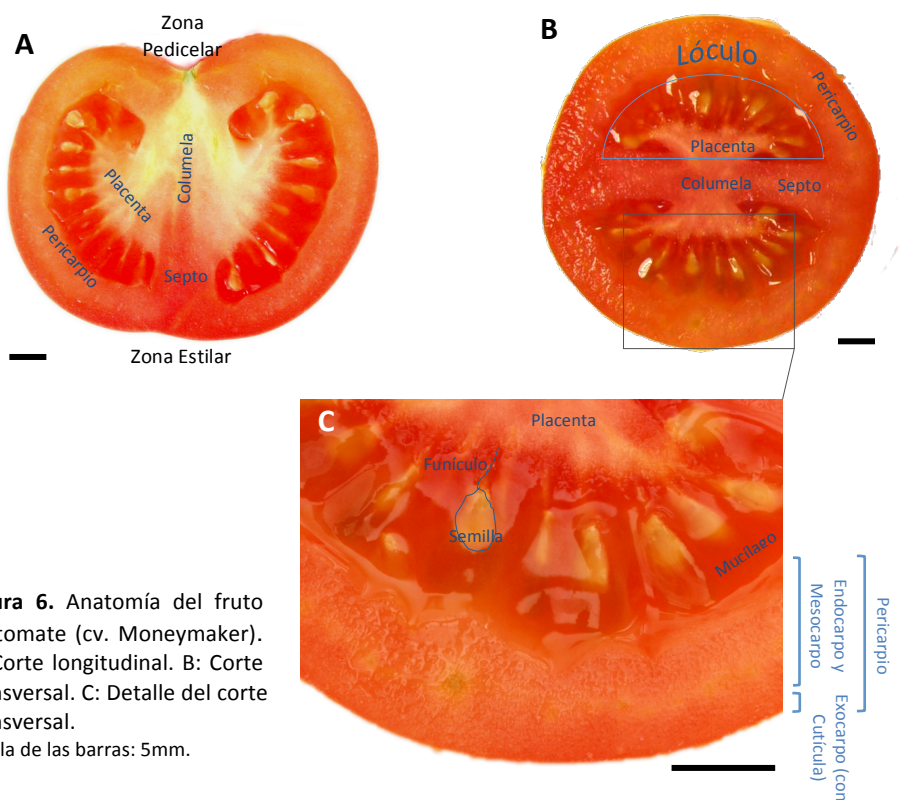 A
Zona
Pedicelar
Placenta
Columela
Pericarpio
Septo
Zona Estilar
B
Lóculo
Pericarpio
Placenta
Columela
Septo
C
Placenta
Funículo
Semilla
Mucílago
Endocarpo y
Mesocarpo
Pericarpio
Exocarpo (con
Cutícula)
ura 6. Anatomía del fruto
tomate (cv. Moneymaker).
Corte longitudinal. B: Corte
nsversal. C: Detalle del corte
nsversal.
la de las barras: 5mm.